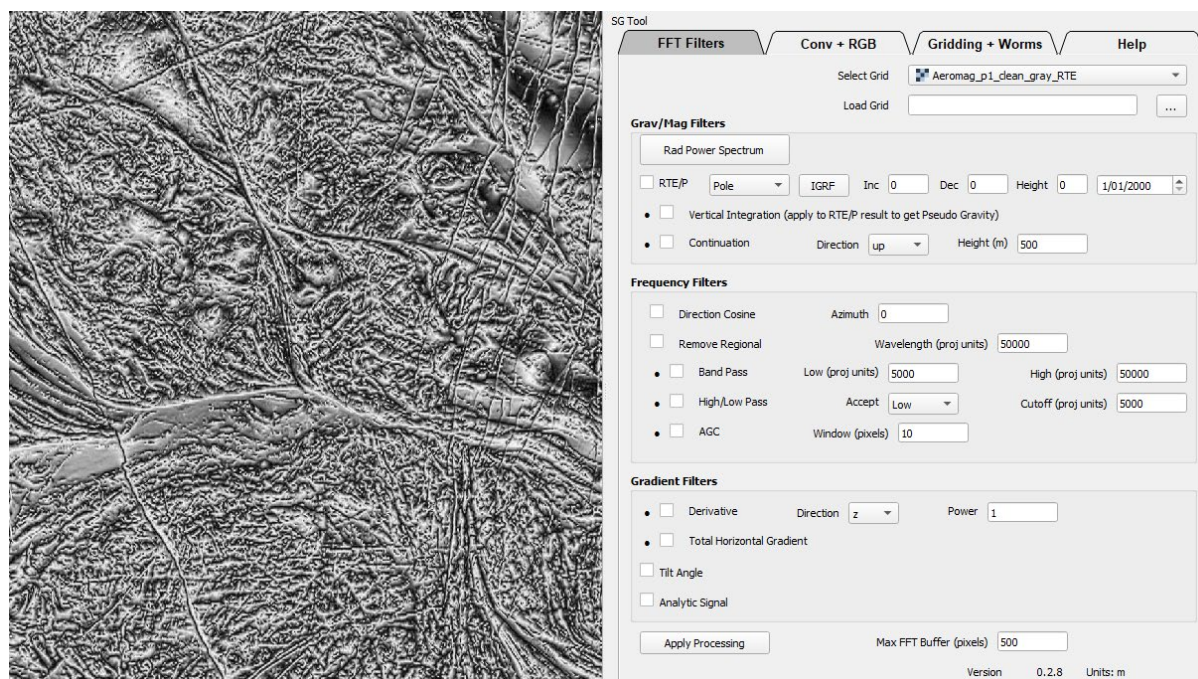 SG Tool
FFT Filters Conv + RGB Gridding + Worms Help
Select Grid Aeromag_p1_clean_gray_RTE
Load Grid ...
Grav/Mag Filters
Rad Power Spectrum
RTE/P Pole IGRF Inc 0 Dec 0 Height 0 1/01/2000
Vertical Integration (apply to RTE/P result to get Pseudo Gravity)
Continuation Direction up Height (m) 500
Frequency Filters
Direction Cosine Azimuth 0
Remove Regional Wavelength (proj units) 50000
Band Pass Low (proj units) 5000 High (proj units) 50000
High/Low Pass Accept Low Cutoff (proj units) 5000
AGC Window (pixels) 10
Gradient Filters
Derivative Direction z Power 1
Total Horizontal Gradient
Tilt Angle
Analytic Signal
Apply Processing Max FFT Buffer (pixels) 500
Version 0.2.8 Units: m